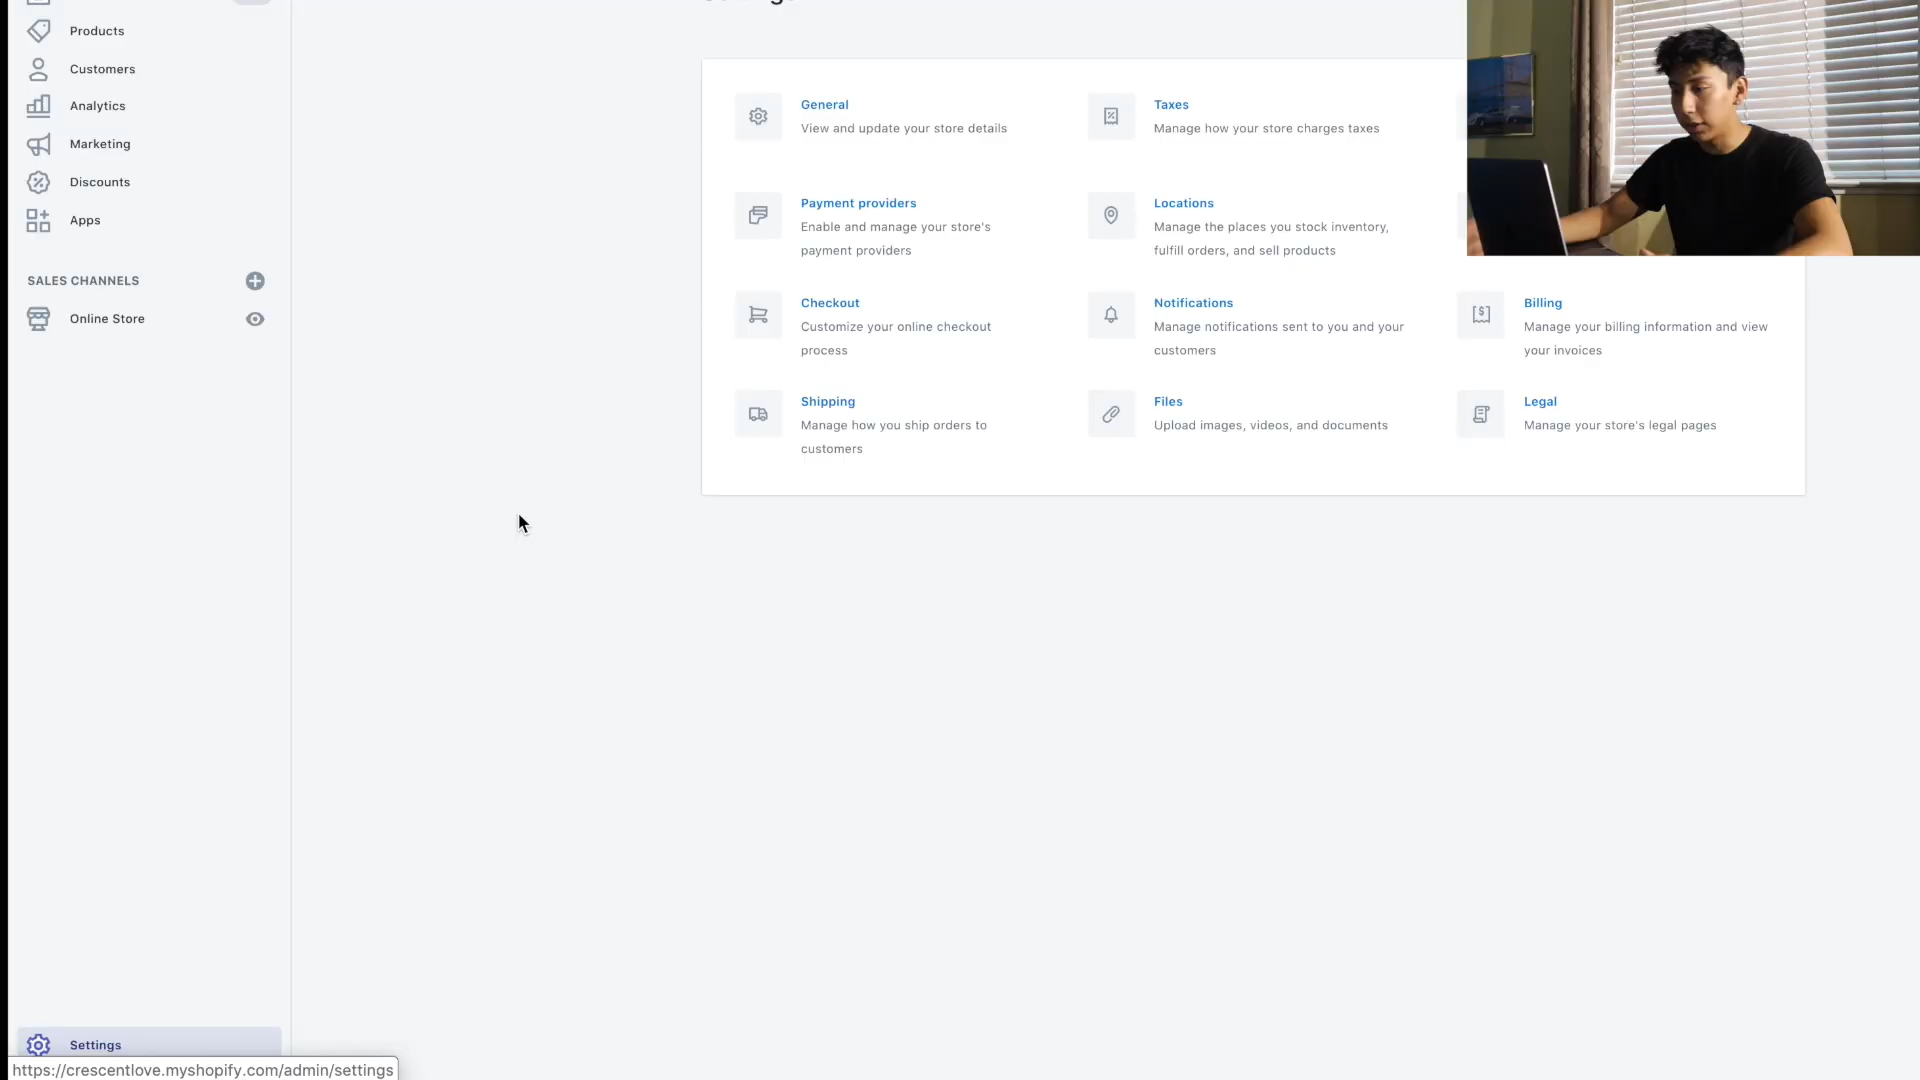 Products
Customers
Analytics
Marketing
Discounts
Apps
SALES CHANNELS
Online Store
General
View and update your store details
Taxes
Manage how your store charges taxes
Payment providers
Enable and manage your store's
payment providers
Locations
Manage the places you stock inventory,
fulfill orders, and sell products
Checkout
Customize your online checkout
process
Notifications
Manage notifications sent to you and your
customers
Billing
Manage your billing information and view
your invoices
Shipping
Manage how you ship orders to
customers
Files
Upload images, videos, and documents
Legal
Manage your store's legal pages
Settings
https://crescentlove.myshopify.com/admin/settings